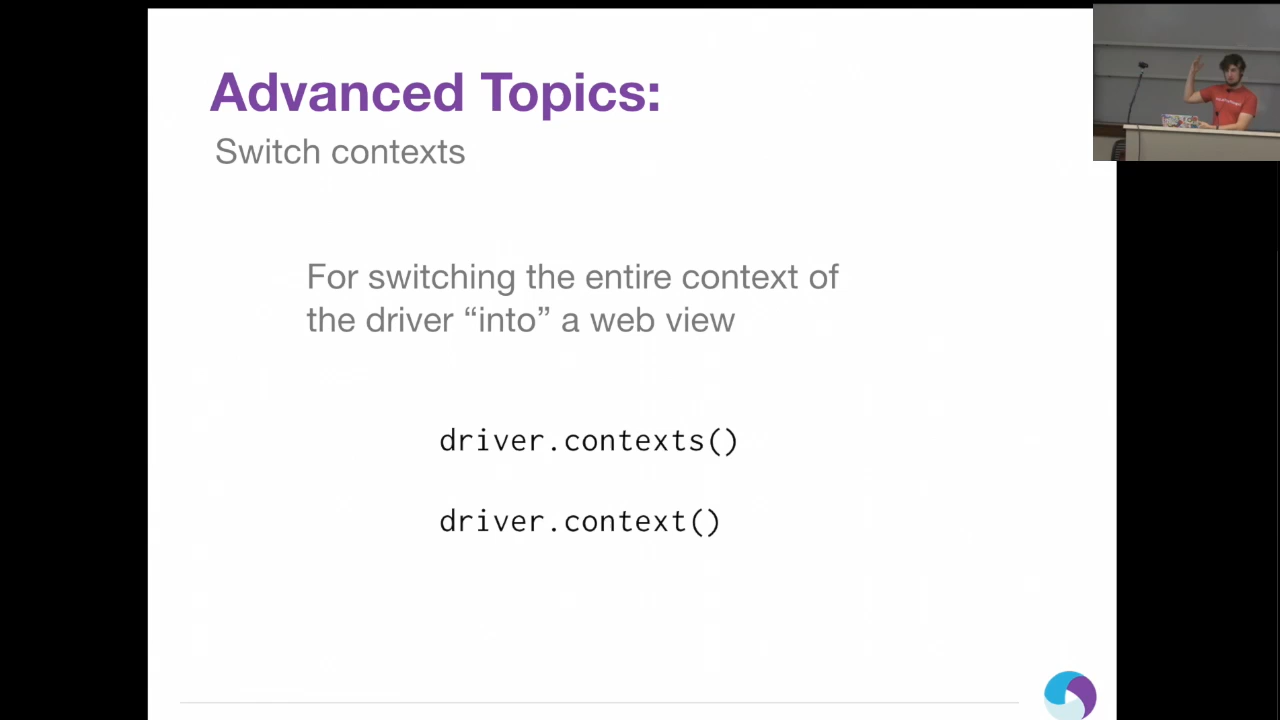 Advanced Topics:
Switch contexts
For switching the entire context of
the driver “into” a web view
driver.contexts()
driver.context()